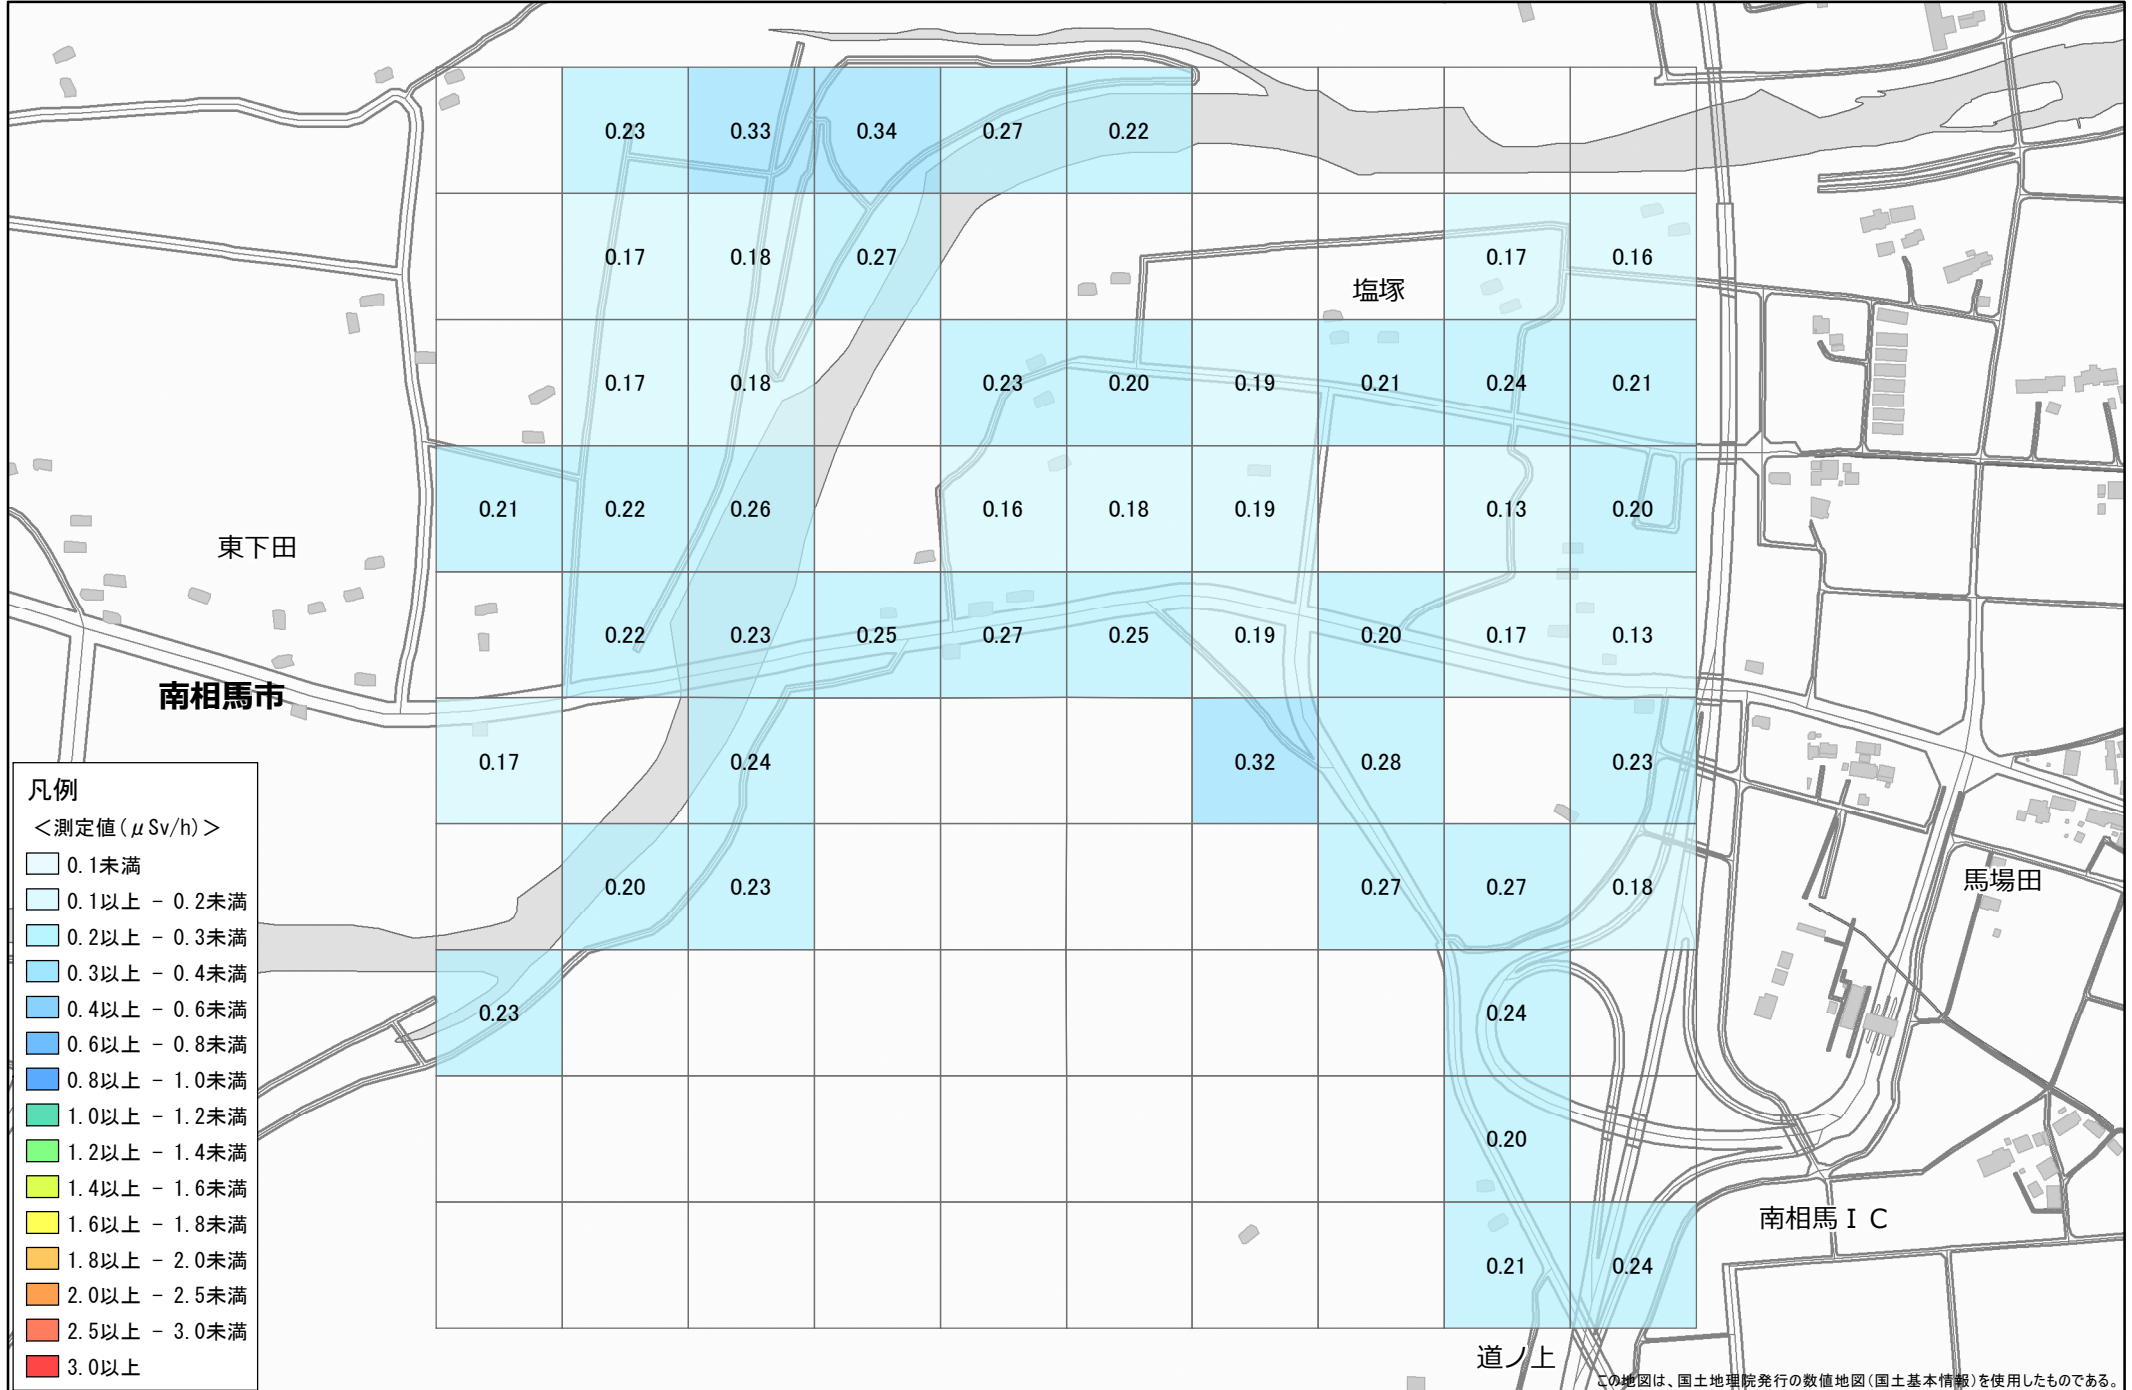 0.23 0.33 0.34 0.27 0.22
0.17 0.18 0.27 0.17 0.16
塩塚
0.17 0.18 0.23 0.20 0.19 0.21 0.24 0.21
0.21 0.22 0.26 0.16 0.18 0.19 0.13 0.20
東下田
0.22 0.23 0.25 0.27 0.25 0.19 0.20 0.17 0.13
南相馬市
0.17 0.24 0.32 0.28 0.23
0.20 0.23 0.27 0.27 0.18
馬場田
0.23 0.24
0.20
南相馬IC
0.21 0.24
道ノ上
凡例
＜測定値(μSv/h)＞
0.1未満
0.1以上 - 0.2未満
0.2以上 - 0.3未満
0.3以上 - 0.4未満
0.4以上 - 0.6未満
0.6以上 - 0.8未満
0.8以上 - 1.0未満
1.0以上 - 1.2未満
1.2以上 - 1.4未満
1.4以上 - 1.6未満
1.6以上 - 1.8未満
1.8以上 - 2.0未満
2.0以上 - 2.5未満
2.5以上 - 3.0未満
3.0以上
この地図は、国土地理院発行の数値地図(国土基本情報)を使用したものである。